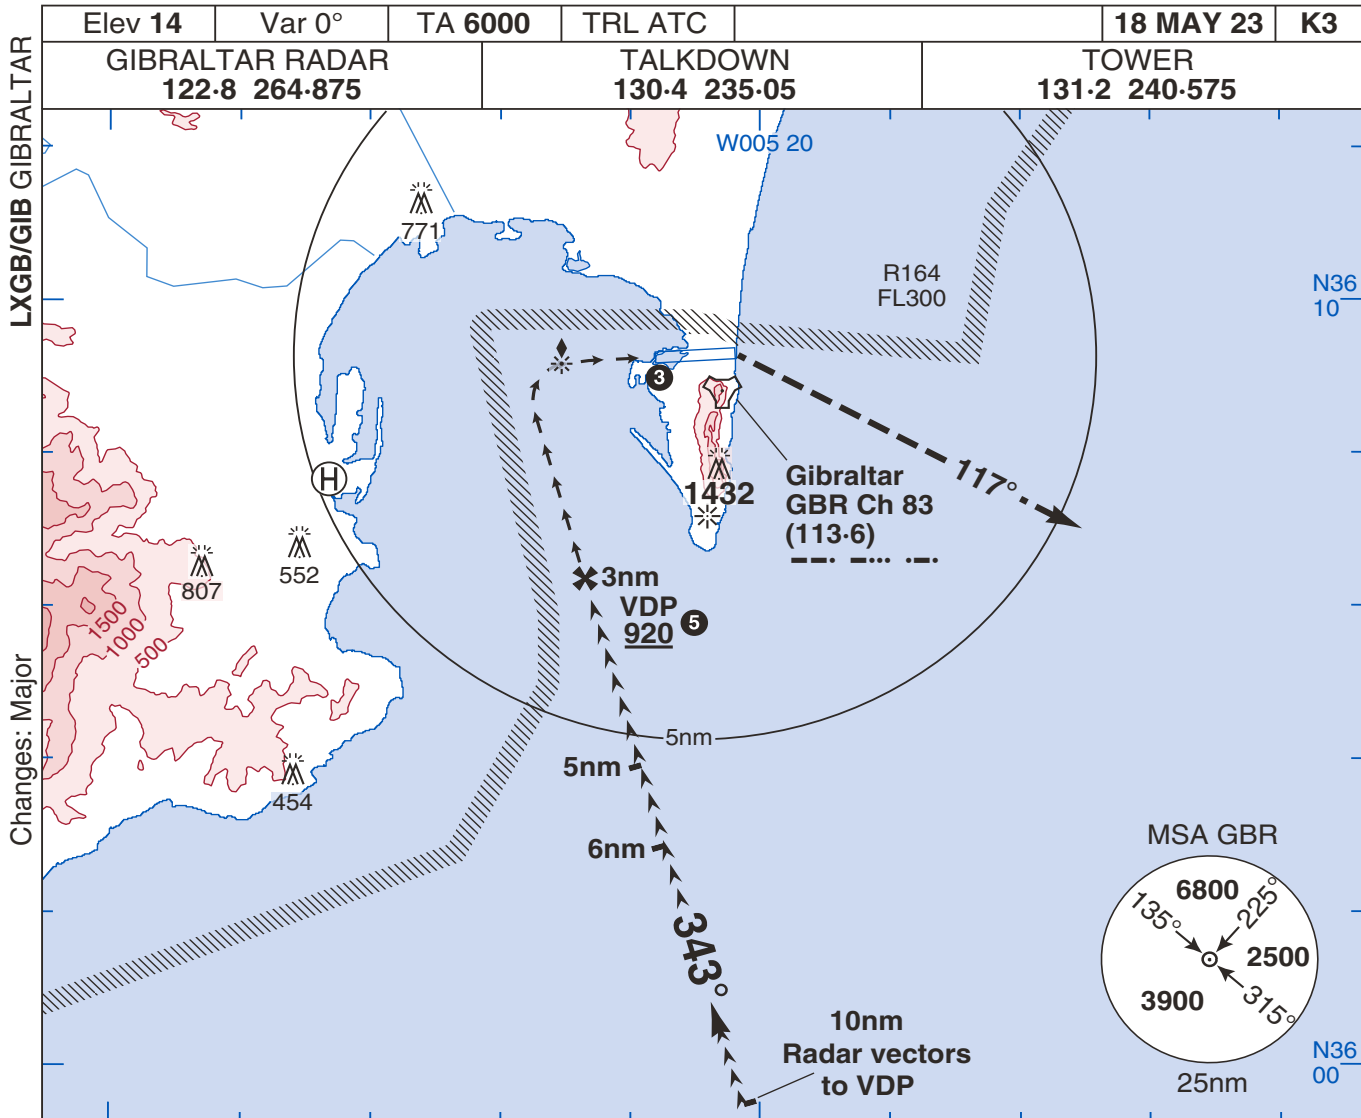 Elev 14
Var 0°
TA 6000
TRL ATC
18 MAY 23
K3
GIBRALTAR RADAR
122·8 264·875
TALKDOWN
130·4 235·05
TOWER
131·2 240·575
LXGB/GIB GIBRALTAR
Changes: Major
W005 20
771
R164
FL300
N36
10
3
H
1432
Gibraltar
GBR Ch 83
(113·6)
117°
807
552
3nm
VDP
920
5
1500
1000
500
5nm
5nm
454
6nm
343°
10nm
Radar vectors
to VDP
MSA GBR
6800
135°
225°
2500
3900
315°
25nm
N36
00